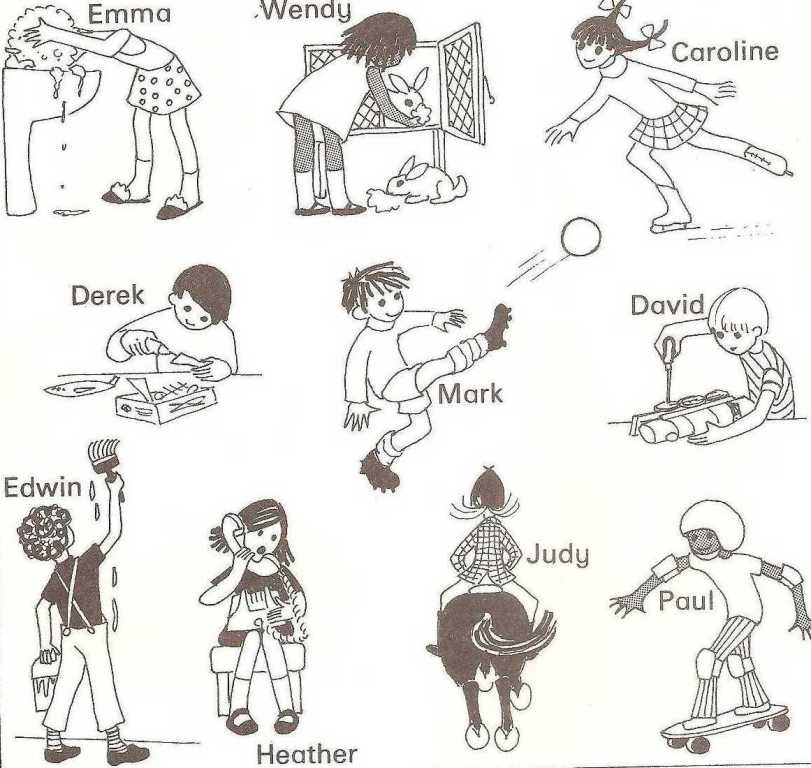 Emma
Wendy
Caroline
Derek
Mark
David
Edwin
Heather
Judy
Paul